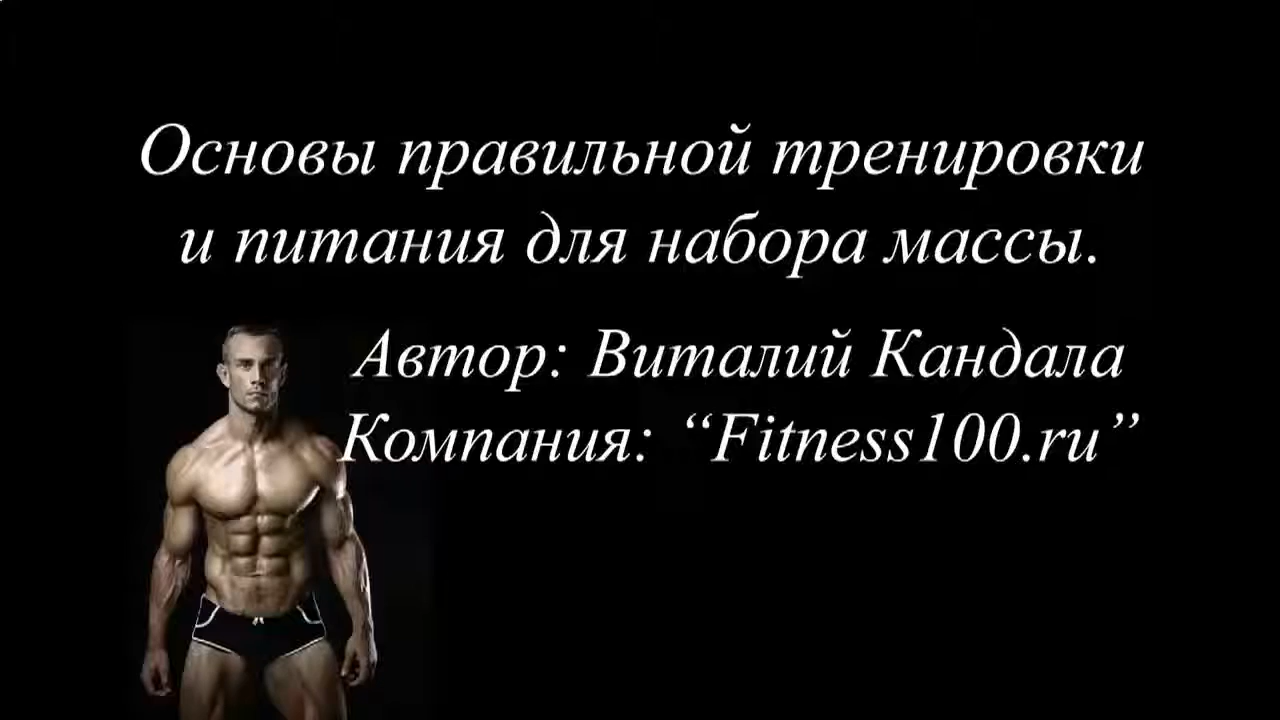 Основы правильной тренировки
и питания для набора массы.
Автор: Виталий Кандала
Компания: “Fitness100.ru”